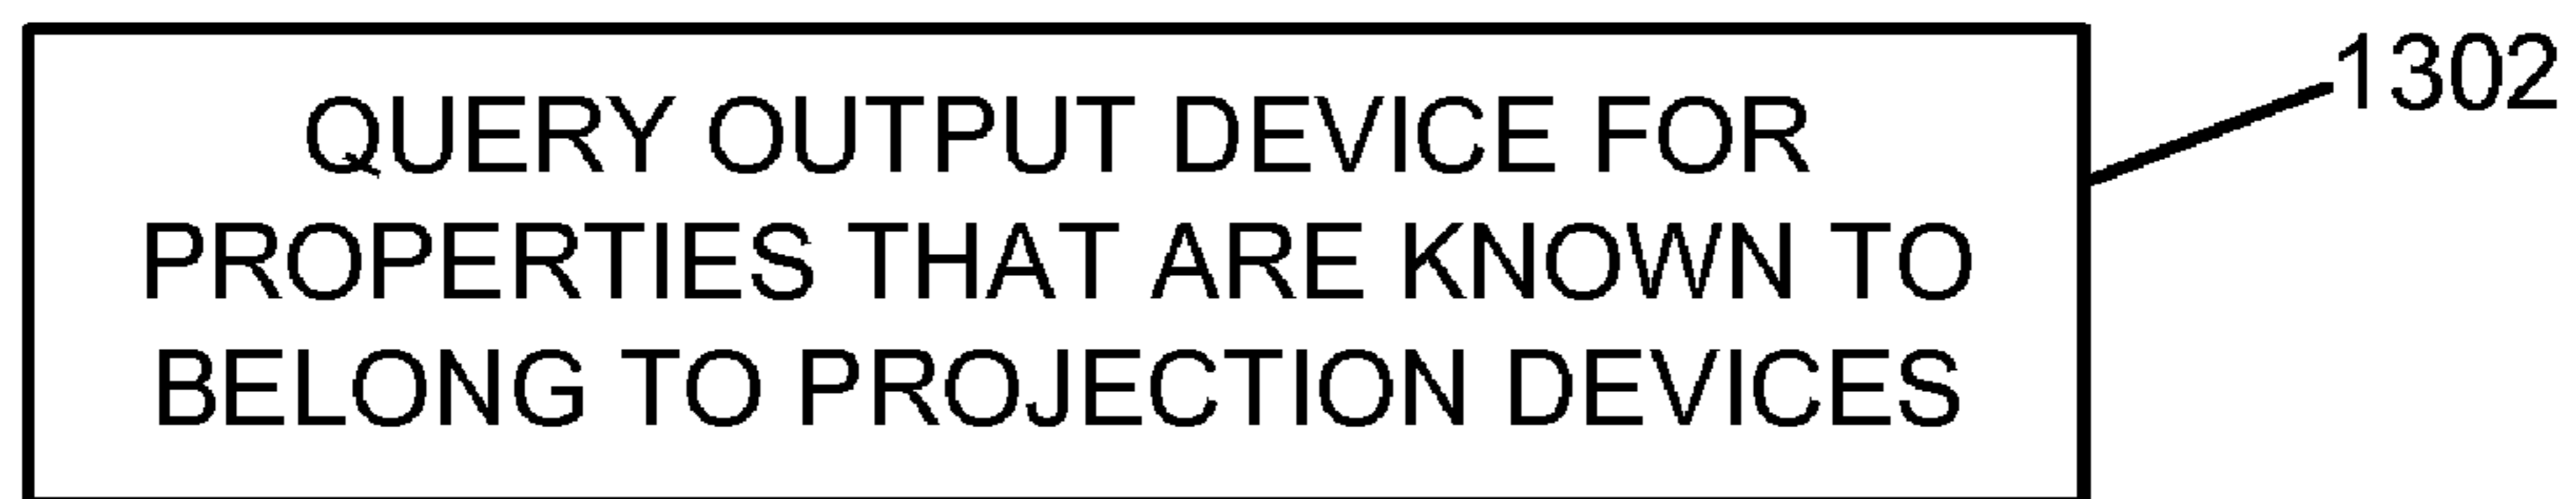 QUERY OUTPUT DEVICE FOR
PROPERTIES THAT ARE KNOWN TO
BELONG TO PROJECTION DEVICES
1302